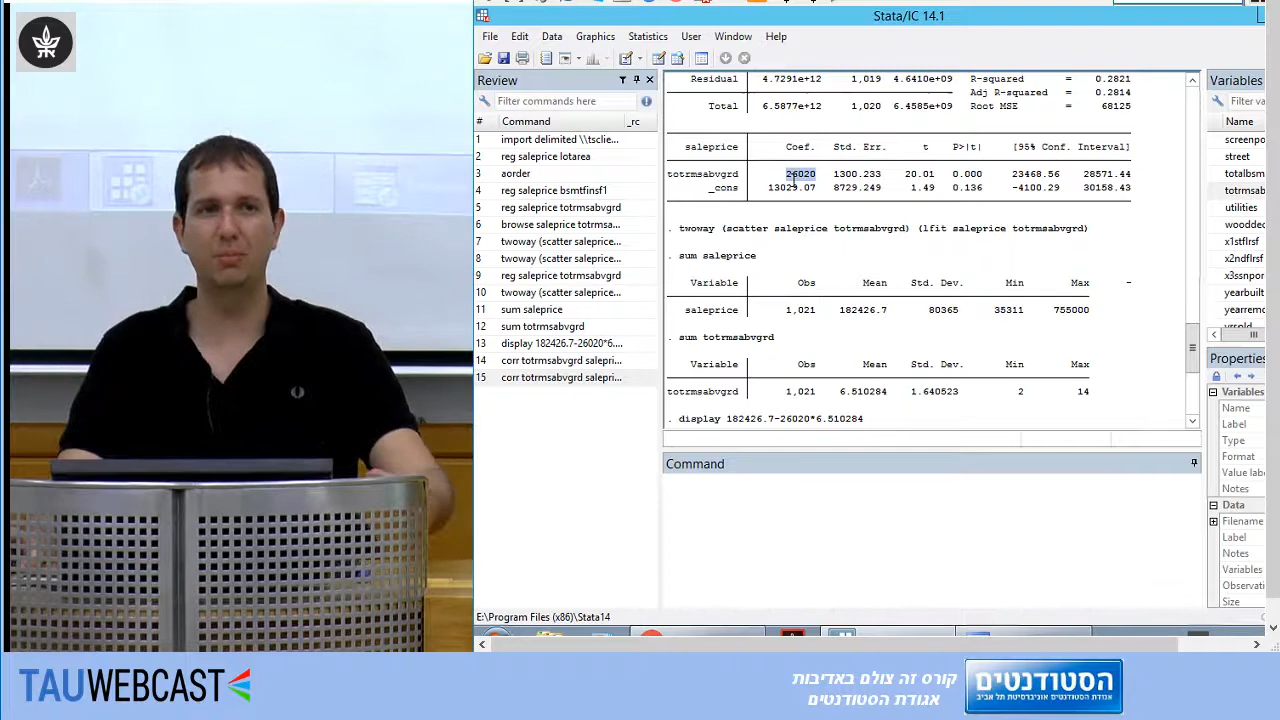 Stata/IC 14.1
File Edit Data Graphics Statistics User Window Help
Review
Filter commands here
# Command _rc
1 import delimited \\tsclie...
2 reg saleprice lotarea
3 aorder
4 reg saleprice bsmtfinsf1
5 reg saleprice totrmsabvgrd
6 browse saleprice totrmsa...
7 twoway (scatter saleprice...
8 twoway (scatter saleprice...
9 reg saleprice totrmsabvgrd
10 twoway (scatter saleprice...
11 sum saleprice
12 sum totrmsabvgrd
13 display 182426.7-26020*6....
14 corr totrmsabvgrd salepri...
15 corr totrmsabvgrd salepri...
Residual 4.7291e+12 1,019 4.6410e+09 R-squared = 0.2821
Adj R-squared = 0.2814
Total 6.5877e+12 1,020 6.4585e+09 Root MSE = 68125
saleprice Coef. Std. Err. t P>|t| [95% Conf. Interval]
totrmsabvgrd 26020 1300.233 20.01 0.000 23468.56 28571.44
_cons 13029.07 8729.249 1.49 0.136 -4100.29 30158.43
. twoway (scatter saleprice totrmsabvgrd) (lfit saleprice totrmsabvgrd)
. sum saleprice
Variable Obs Mean Std. Dev. Min Max
saleprice 1,021 182426.7 80365 35311 755000
. sum totrmsabvgrd
Variable Obs Mean Std. Dev. Min Max
totrmsabvgrd 1,021 6.510284 1.640523 2 14
. display 182426.7-26020*6.510284
Command
Variables
Filter va
Name
screenpo
street
totalbsm
totrmsab
utilities
woodded
x1stflrsf
x2ndflrsf
x3ssnpor
yearbuilt
yearremo
yrsold
Properties
Variables
Name
Label
Type
Format
Value label
Notes
Data
Filename
Label
Notes
Variables
Observati
Size
E:\Program Files (x86)\Stata14
TAUWEBCAST
קורס זה צולם באדיבות
אגודת הסטודנטים
הסטודנטים
אגודת הסטודנטים אוניברסיטת תל אביב